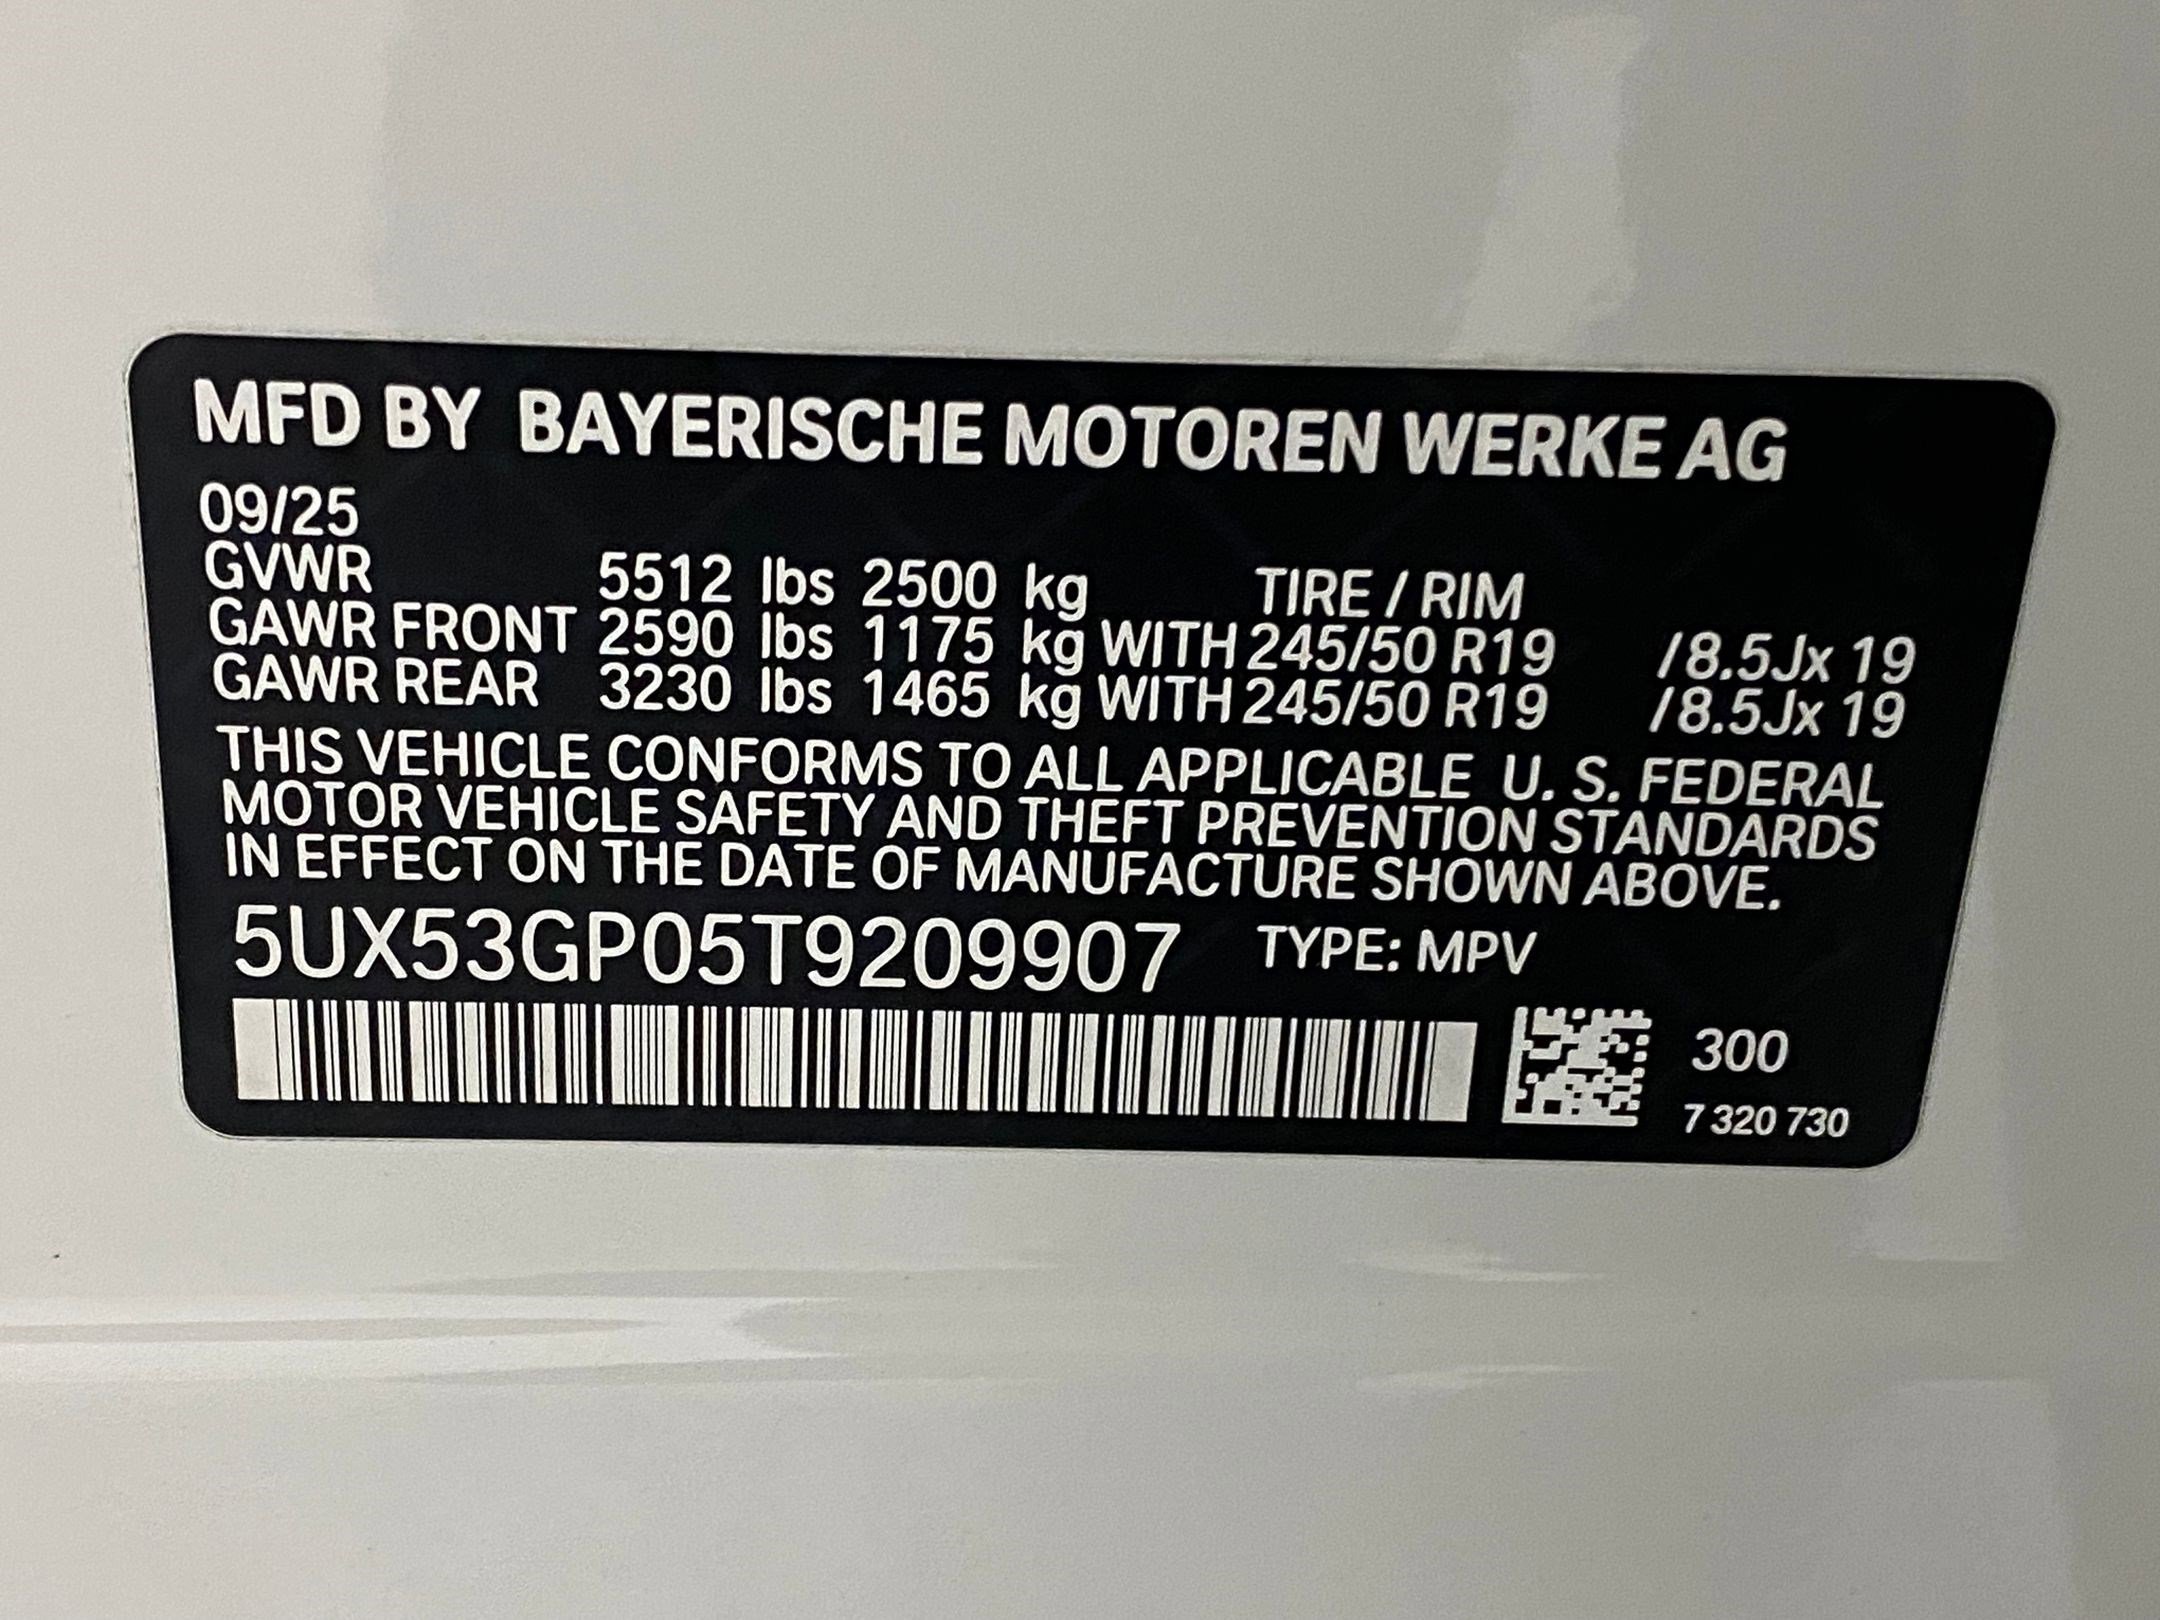 MFD BY BAYERISCHE MOTOREN WERKE AG
09/25
GVWR 5512 lbs 2500 kg TIRE / RIM
GAWR FRONT 2590 lbs 1175 kg WITH 245/50 R19 /8.5Jx 19
GAWR REAR 3230 lbs 1465 kg WITH 245/50 R19 /8.5Jx 19
THIS VEHICLE CONFORMS TO ALL APPLICABLE U. S. FEDERAL
MOTOR VEHICLE SAFETY AND THEFT PREVENTION STANDARDS
IN EFFECT ON THE DATE OF MANUFACTURE SHOWN ABOVE.
5UX53GP05T9209907 TYPE: MPV
300
7 320 730